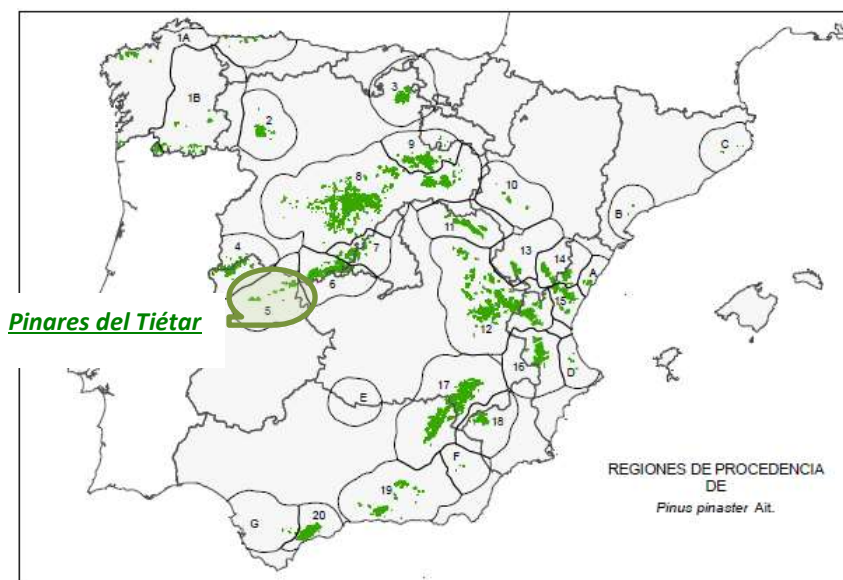 1A
1B
2
3
9
8
C
10
B
11
4
7
13
14
A
6
5
15
Pinares del Tiétar
12
16
D
17
E
18
F
REGIONES DE PROCEDENCIA
DE
Pinus pinaster Ait.
19
G
20